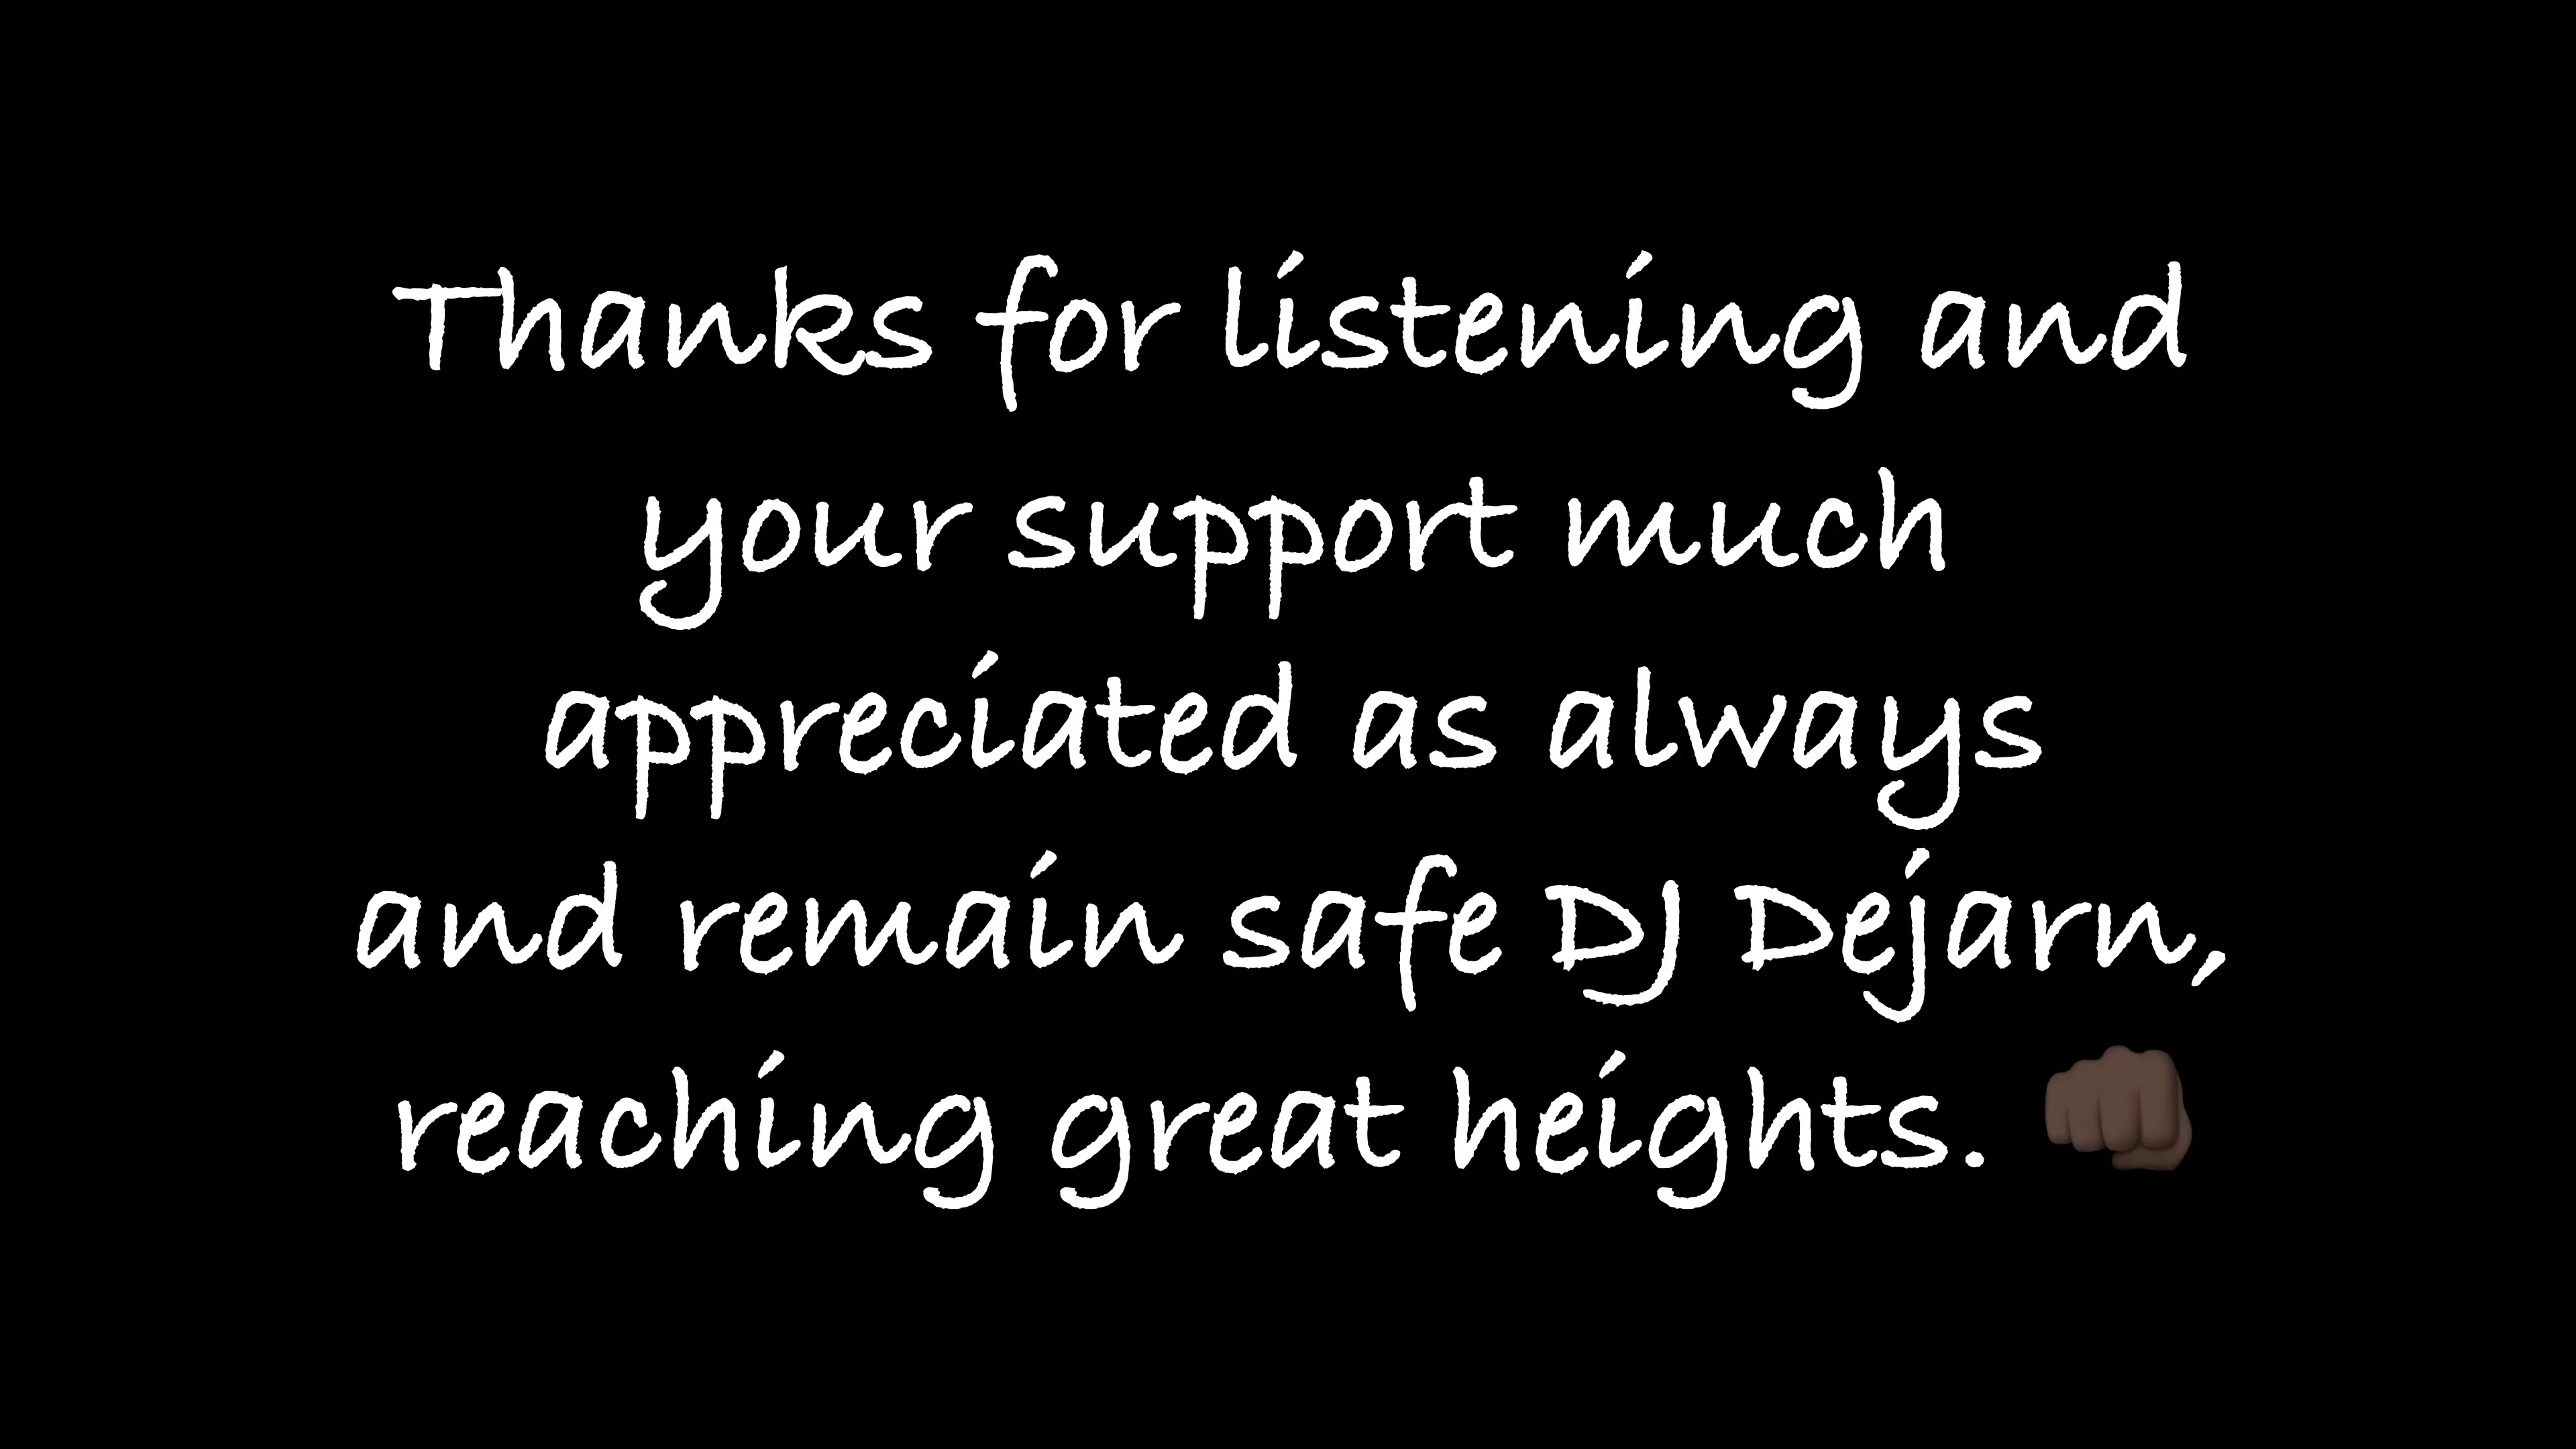 Thanks for listening and
your support much
appreciated as always
and remain safe DJ Dejarn,
reaching great heights. 👊🏿